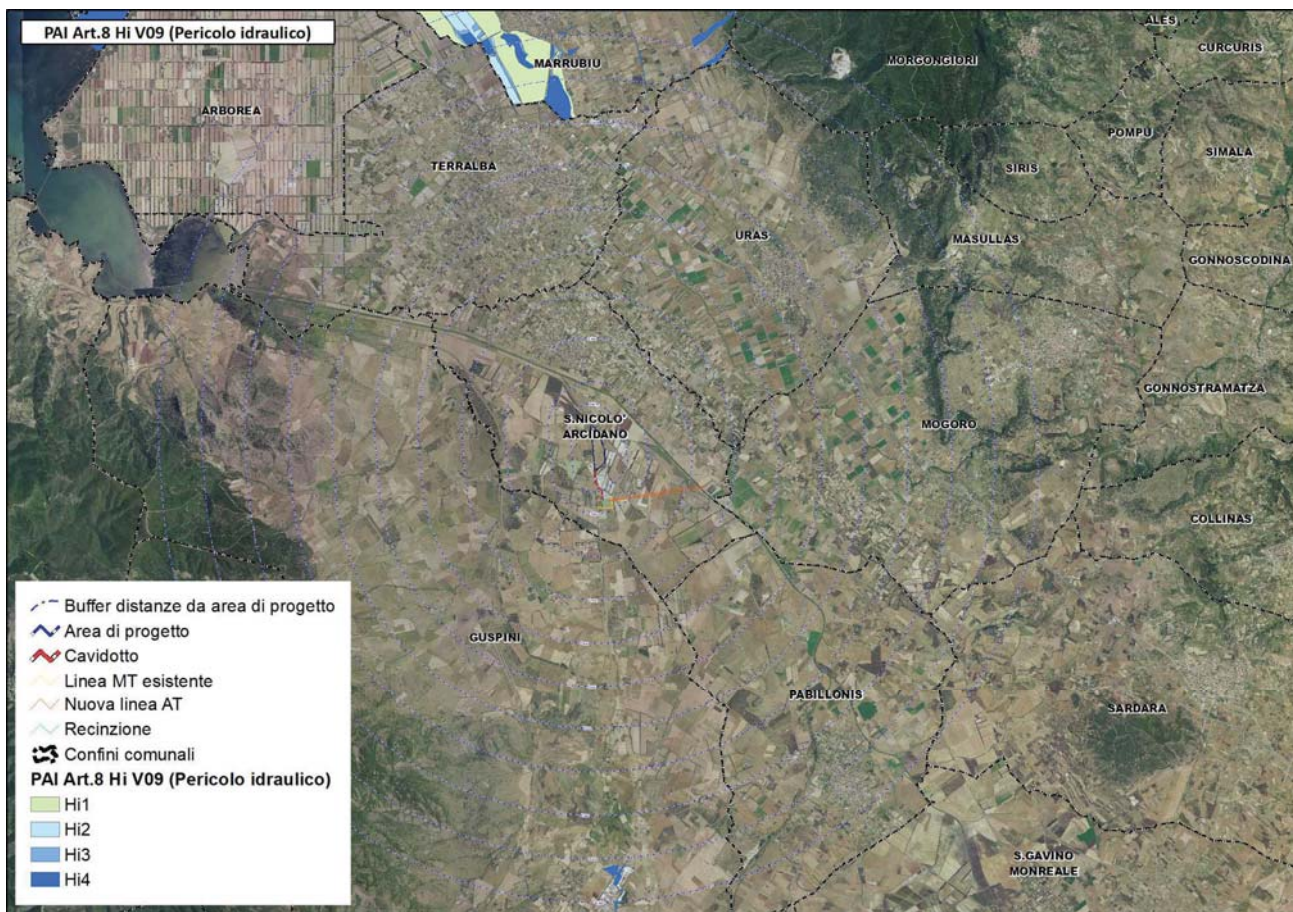 PAI Art.8 Hi V09 (Pericolo idraulico)
ALES
CURCURIS
MARRUBIU
MORGONGIORI
ARBOREA
POMPU
SIMALA
TERRALBA
SIRIS
URAS
MASULLAS
GONNOSCODINA
GONNOSTRAMATZA
S.NICOLO'
ARCIDANO
MOGORO
COLLINAS
GUSPINI
PABILLONIS
SARDARA
S.GAVINO
MONREALE
Buffer distanze da area di progetto
Area di progetto
Cavidotto
Linea MT esistente
Nuova linea AT
Recinzione
Confini comunali
PAI Art.8 Hi V09 (Pericolo idraulico)
Hi1
Hi2
Hi3
Hi4